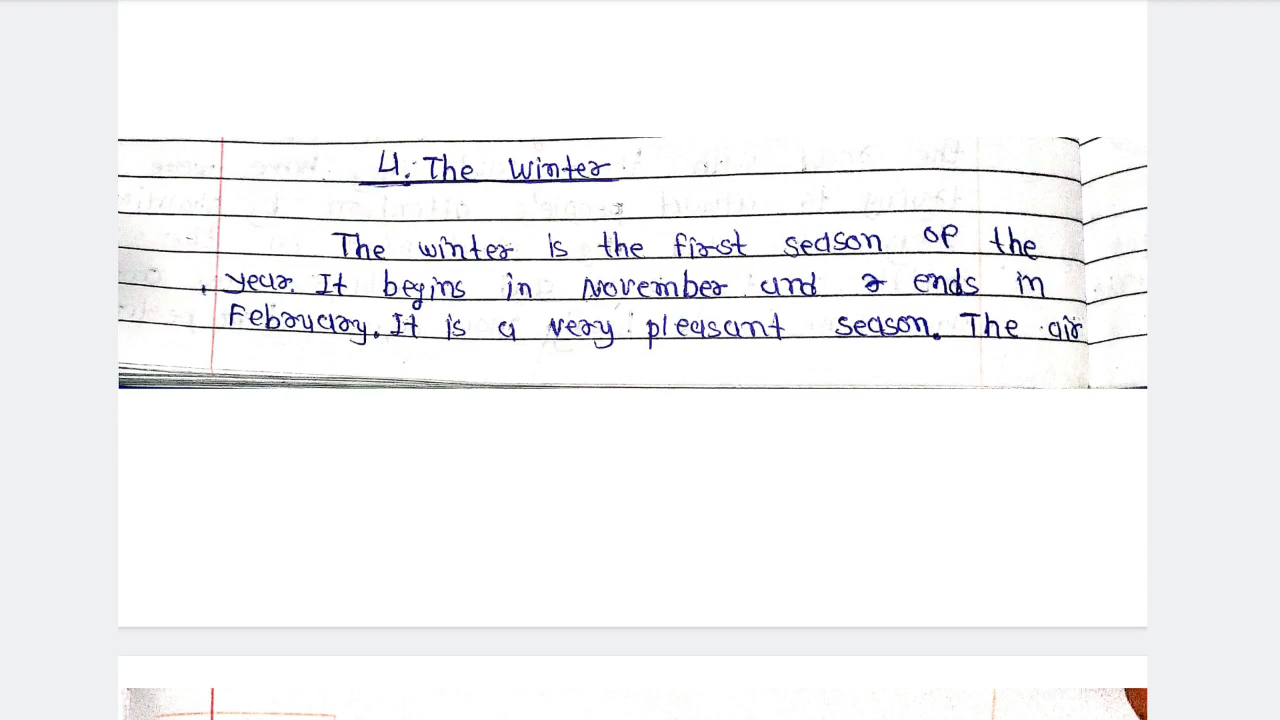 4. The Winter
The winter is the first season of the
year. It begins in November and ends in
February. It is a very pleasant season. The air